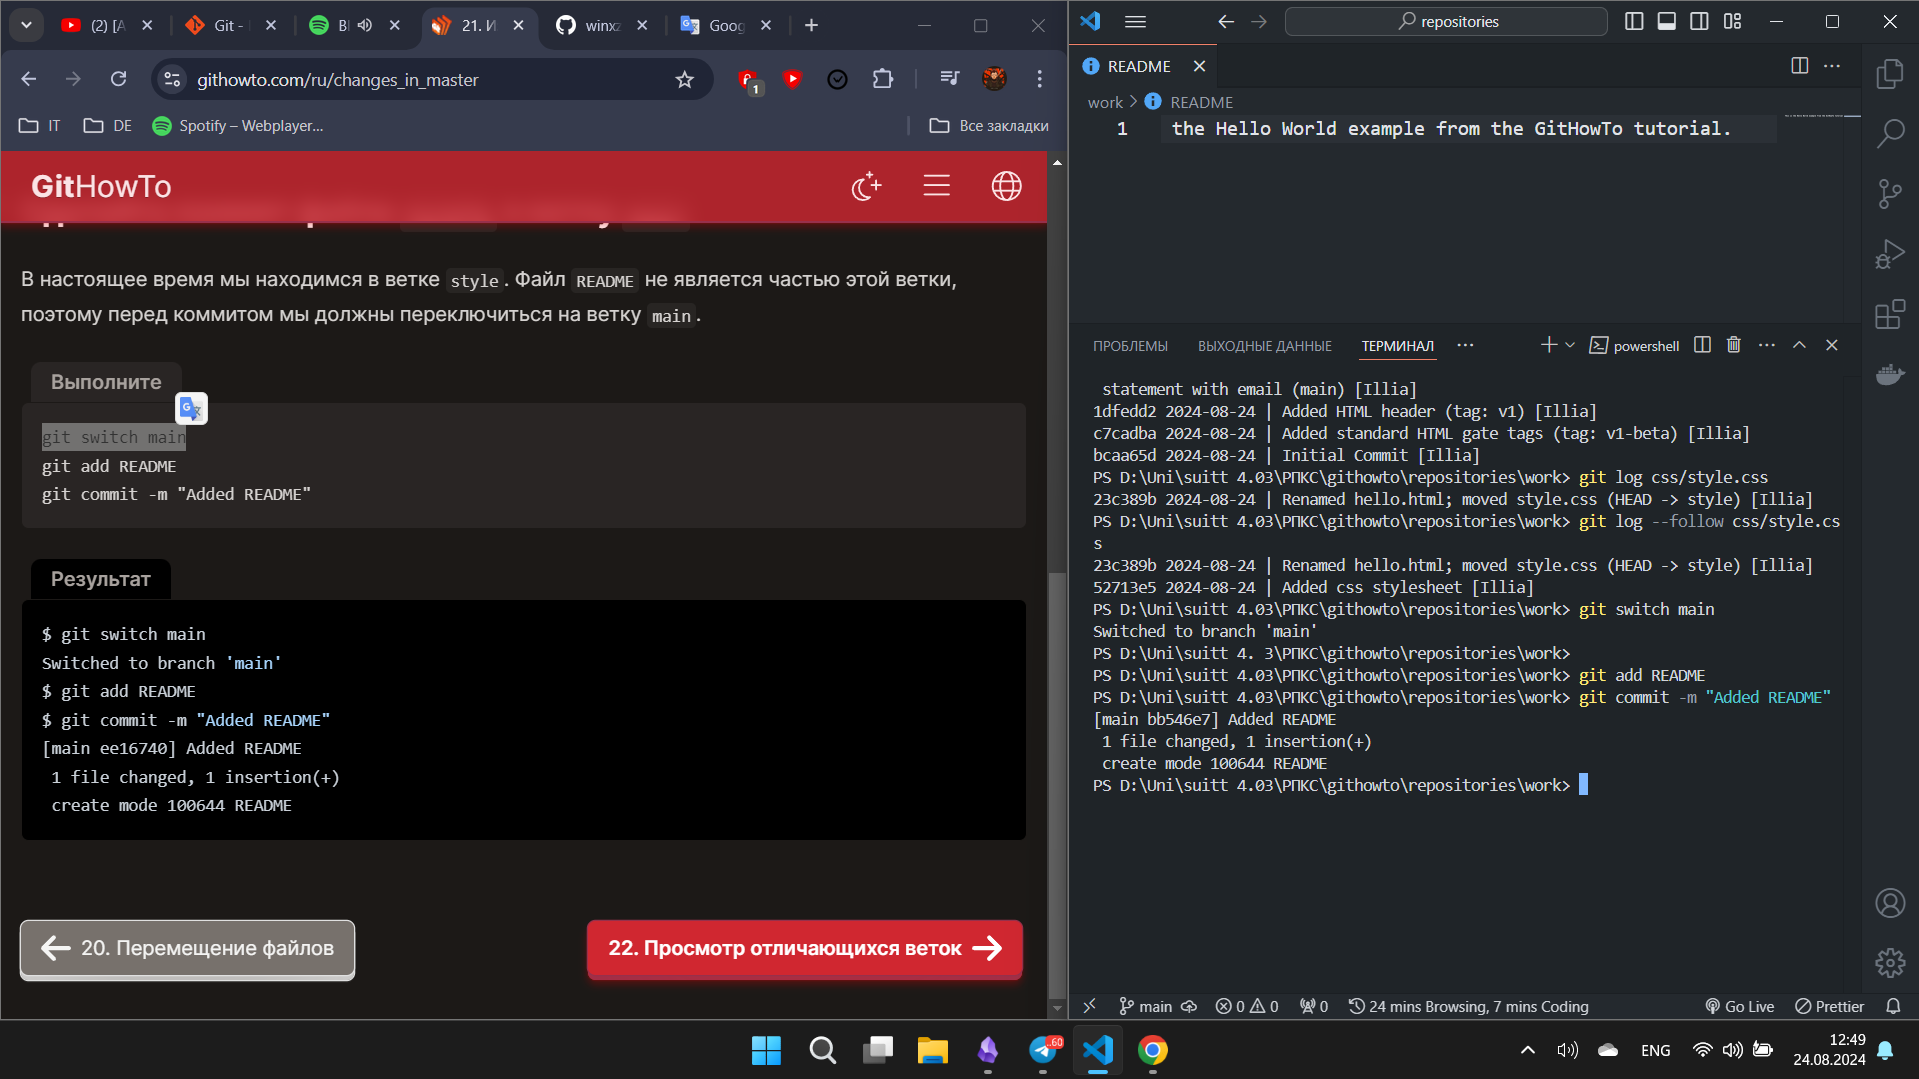 (2) [A
Git -
Bl
21. И
winxz
Goog
githowto.com/ru/changes_in_master
1
IT
DE
Spotify – Webplayer...
Все закладки
GitHowTo
В настоящее время мы находимся в ветке style. Файл README не является частью этой ветки,
поэтому перед коммитом мы должны переключиться на ветку main.
Выполните
git switch main
git add README
git commit -m "Added README"
Результат
$ git switch main
Switched to branch 'main'
$ git add README
$ git commit -m "Added README"
[main ee16740] Added README
1 file changed, 1 insertion(+)
create mode 100644 README
20. Перемещение файлов
22. Просмотр отличающихся веток
repositories
README
work > README
1 the Hello World example from the GitHowTo tutorial.
ПРОБЛЕМЫ ВЫХОДНЫЕ ДАННЫЕ ТЕРМИНАЛ ... powershell
statement with email (main) [Illia]
1dfedd2 2024-08-24 | Added HTML header (tag: v1) [Illia]
c7cadba 2024-08-24 | Added standard HTML gate tags (tag: v1-beta) [Illia]
bcaa65d 2024-08-24 | Initial Commit [Illia]
PS D:\Uni\suitt 4.03\РПКС\githowto\repositories\work> git log css/style.css
23c389b 2024-08-24 | Renamed hello.html; moved style.css (HEAD -> style) [Illia]
PS D:\Uni\suitt 4.03\РПКС\githowto\repositories\work> git log --follow css/style.cs
s
23c389b 2024-08-24 | Renamed hello.html; moved style.css (HEAD -> style) [Illia]
52713e5 2024-08-24 | Added css stylesheet [Illia]
PS D:\Uni\suitt 4.03\РПКС\githowto\repositories\work> git switch main
Switched to branch 'main'
PS D:\Uni\suitt 4. 3\РПКС\githowto\repositories\work>
PS D:\Uni\suitt 4.03\РПКС\githowto\repositories\work> git add README
PS D:\Uni\suitt 4.03\РПКС\githowto\repositories\work> git commit -m "Added README"
[main bb546e7] Added README
1 file changed, 1 insertion(+)
create mode 100644 README
PS D:\Uni\suitt 4.03\РПКС\githowto\repositories\work>
main 0 0 0 24 mins Browsing, 7 mins Coding Go Live Prettier
.60
ENG
12:49
24.08.2024